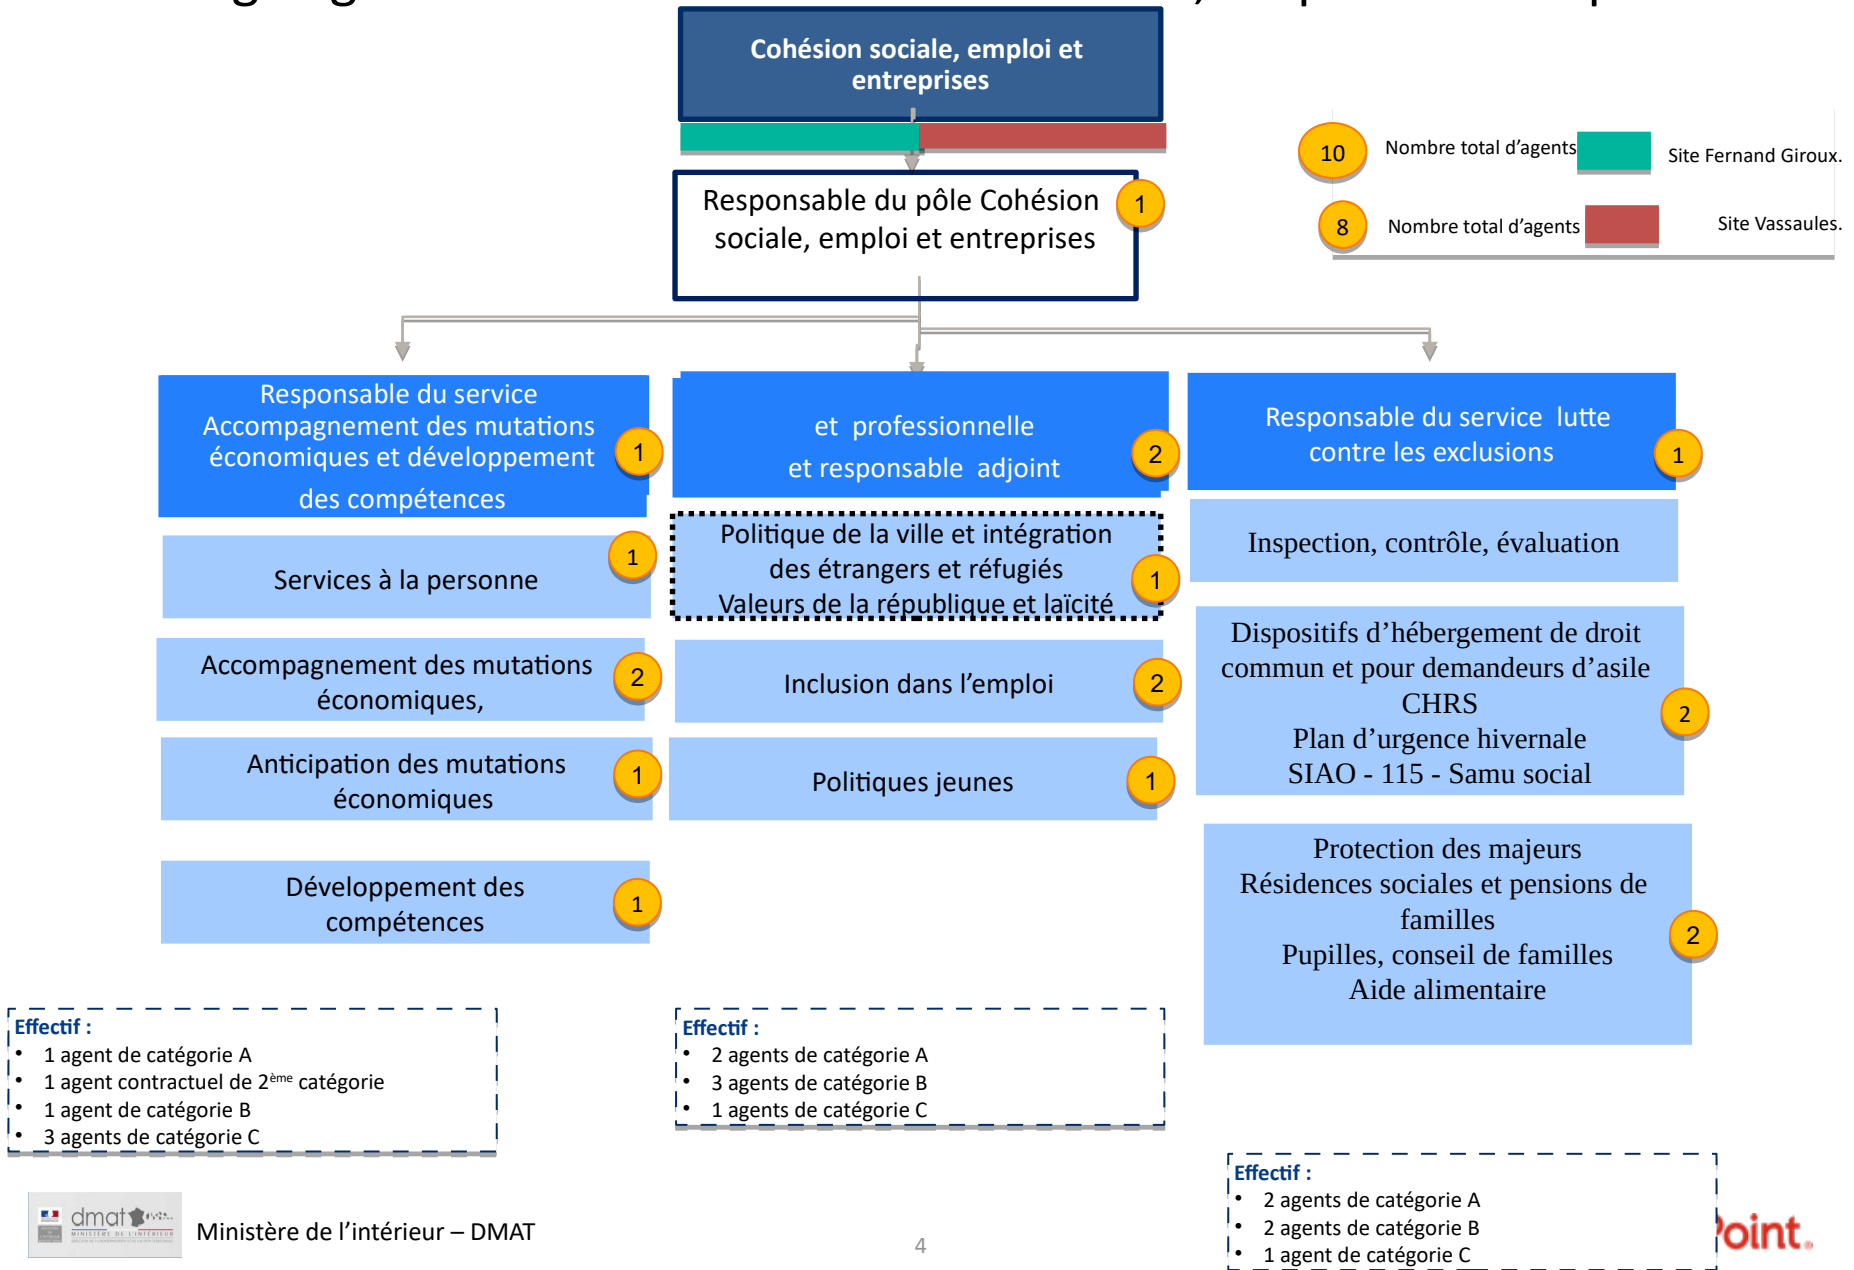 Cohésion sociale, emploi et
entreprises
10
Nombre total d’agents
Site Fernand Giroux.
8
Nombre total d’agents
Site Vassaules.
Responsable du pôle Cohésion
sociale, emploi et entreprises
1
Responsable du service
Accompagnement des mutations
économiques et développement
des compétences
1
Services à la personne
1
Accompagnement des mutations
économiques,
2
Anticipation des mutations
économiques
1
Développement des
compétences
1
et professionnelle
et responsable adjoint
2
Politique de la ville et intégration
des étrangers et réfugiés
Valeurs de la république et laïcité
1
Inclusion dans l’emploi
2
Politiques jeunes
1
Responsable du service lutte
contre les exclusions
1
Inspection, contrôle, évaluation
Dispositifs d’hébergement de droit
commun et pour demandeurs d’asile
CHRS
Plan d’urgence hivernale
SIAO - 115 - Samu social
2
Protection des majeurs
Résidences sociales et pensions de
familles
Pupilles, conseil de familles
Aide alimentaire
2
Effectif :
• 1 agent de catégorie A
• 1 agent contractuel de 2ème catégorie
• 1 agent de catégorie B
• 3 agents de catégorie C
Effectif :
• 2 agents de catégorie A
• 3 agents de catégorie B
• 1 agents de catégorie C
Effectif :
• 2 agents de catégorie A
• 2 agents de catégorie B
• 1 agent de catégorie C
dmat
MINISTÈRE DE L'INTÉRIEUR
Ministère de l’intérieur – DMAT
4
Point.